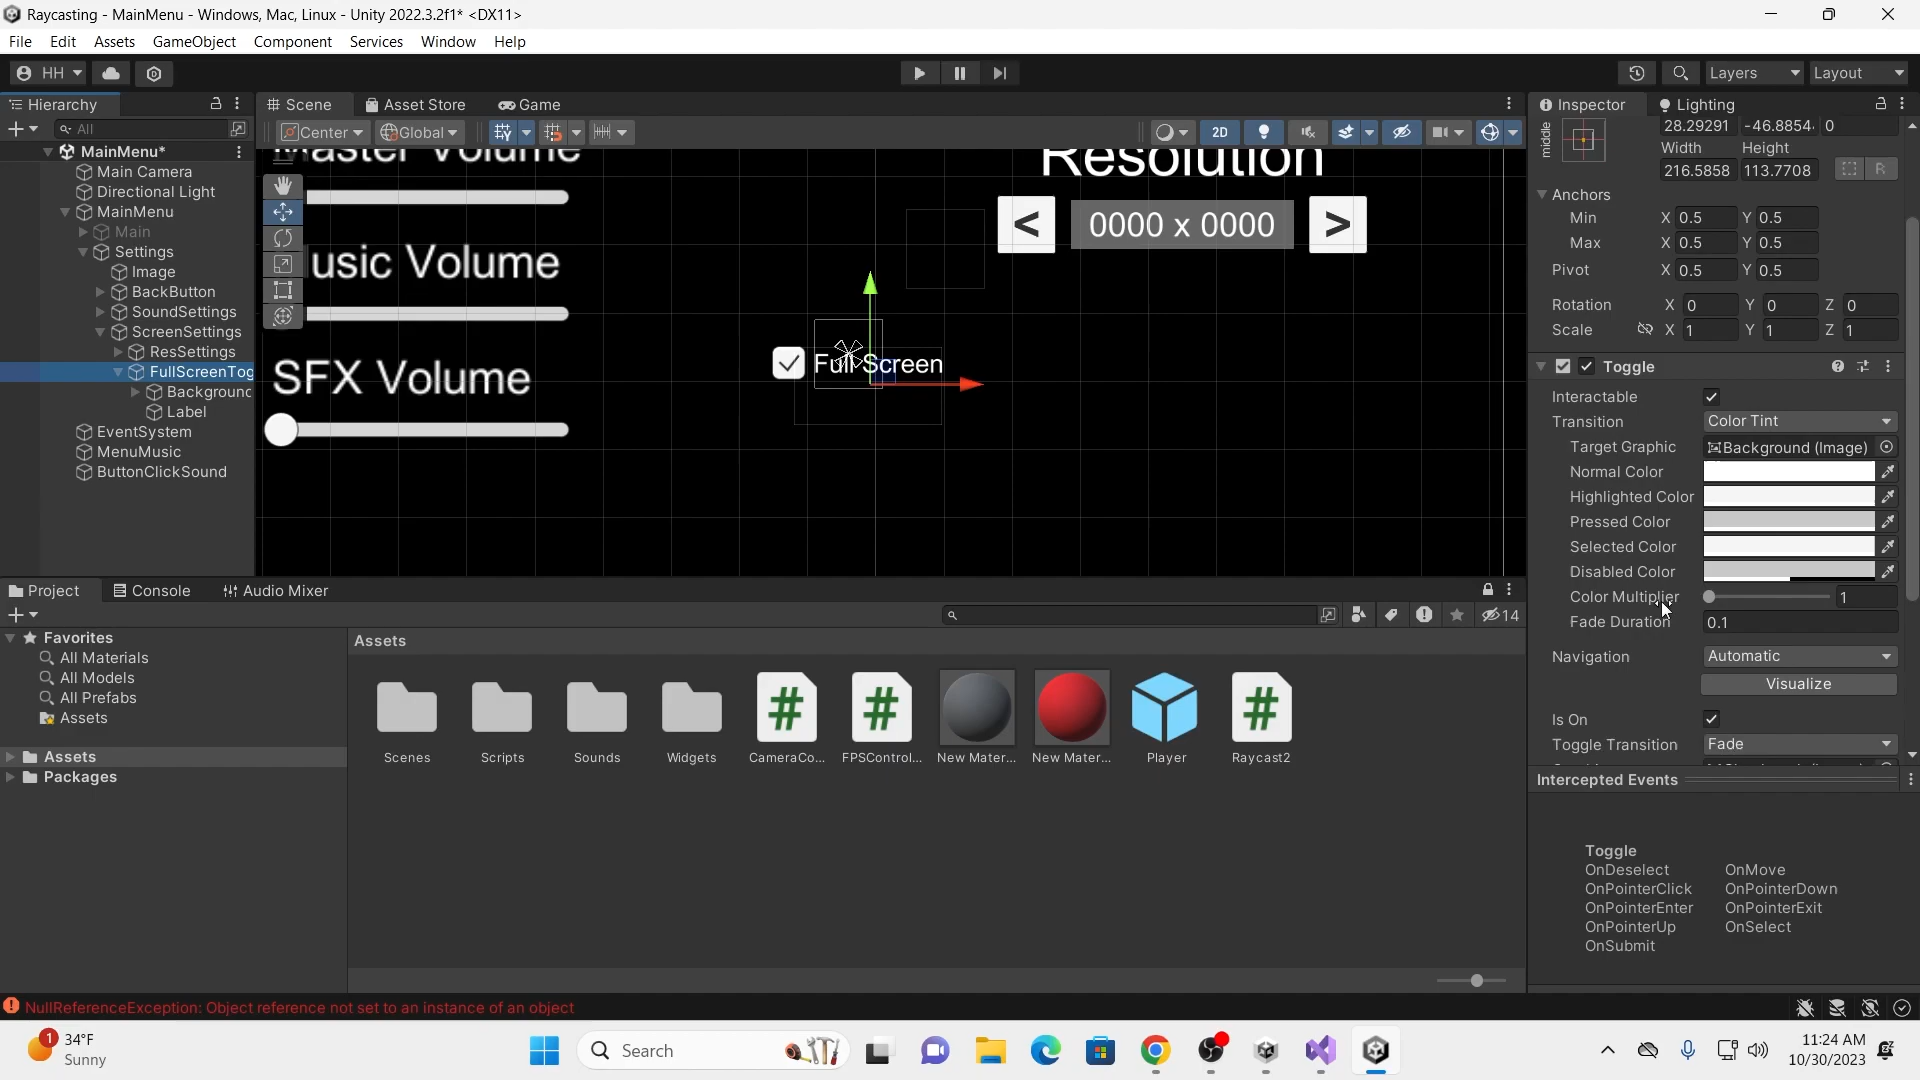 Raycasting - MainMenu - Windows, Mac, Linux - Unity 2022.3.2f1* <DX11>
File Edit Assets GameObject Component Services Window Help
HH Layers Layout
Hierarchy
All
MainMenu*
Main Camera
Directional Light
MainMenu
Main
Settings
Image
BackButton
SoundSettings
ScreenSettings
ResSettings
FullScreenTog
Background
Label
EventSystem
MenuMusic
ButtonClickSound
Scene Asset Store Game
Center Global 2D
Master Volume
usic Volume
SFX Volume
Full Screen
Resolution
< 0000 x 0000 >
Inspector Lighting
middle
28.29291 -46.8854 0
Width Height
216.5858 113.7708 R
Anchors
Min X 0.5 Y 0.5
Max X 0.5 Y 0.5
Pivot X 0.5 Y 0.5
Rotation X 0 Y 0 Z 0
Scale X 1 Y 1 Z 1
Toggle
Interactable
Transition Color Tint
Target Graphic Background (Image)
Normal Color
Highlighted Color
Pressed Color
Selected Color
Disabled Color
Color Multiplier 1
Fade Duration 0.1
Navigation Automatic
Visualize
Is On
Toggle Transition Fade
Intercepted Events
Toggle
OnDeselect OnMove
OnPointerClick OnPointerDown
OnPointerEnter OnPointerExit
OnPointerUp OnSelect
OnSubmit
Project Console Audio Mixer
14
Favorites
All Materials
All Models
All Prefabs
Assets
Assets
Packages
Assets
Scenes Scripts Sounds Widgets CameraCo... FPSControl... New Mater... New Mater... Player Raycast2
NullReferenceException: Object reference not set to an instance of an object
1
34°F
Sunny
Search
11:24 AM
10/30/2023